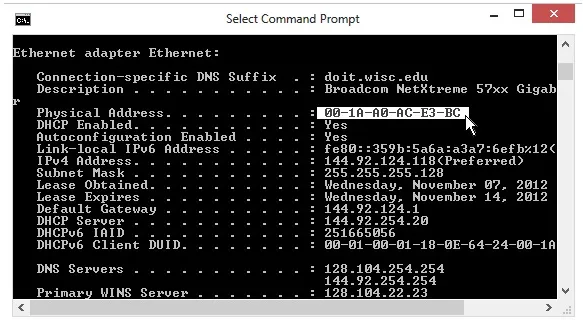 Select Command Prompt
Ethernet adapter Ethernet:
Connection-specific DNS Suffix . : doit.wisc.edu
Description . . . . . . . . . . . : Broadcom NetXtreme 57xx Gigab
r
Physical Address. . . . . . . . . : 00-1A-A0-AC-E3-BC
DHCP Enabled. . . . . . . . . . . : Yes
Autoconfiguration Enabled . . . . : Yes
Link-local IPv6 Address . . . . . : fe80::359b:5a6a:a3a7:6efb%12(
IPv4 Address. . . . . . . . . . . : 144.92.124.118(Preferred)
Subnet Mask . . . . . . . . . . . : 255.255.255.128
Lease Obtained. . . . . . . . . . : Wednesday, November 07, 2012
Lease Expires . . . . . . . . . . : Wednesday, November 14, 2012
Default Gateway . . . . . . . . . : 144.92.124.1
DHCP Server . . . . . . . . . . . : 144.92.254.20
DHCPv6 IAID . . . . . . . . . . . : 251665056
DHCPv6 Client DUID. . . . . . . . : 00-01-00-01-18-0E-64-24-00-1A
DNS Servers . . . . . . . . . . . : 128.104.254.254
144.92.254.254
Primary WINS Server . . . . . . . : 128.104.22.23